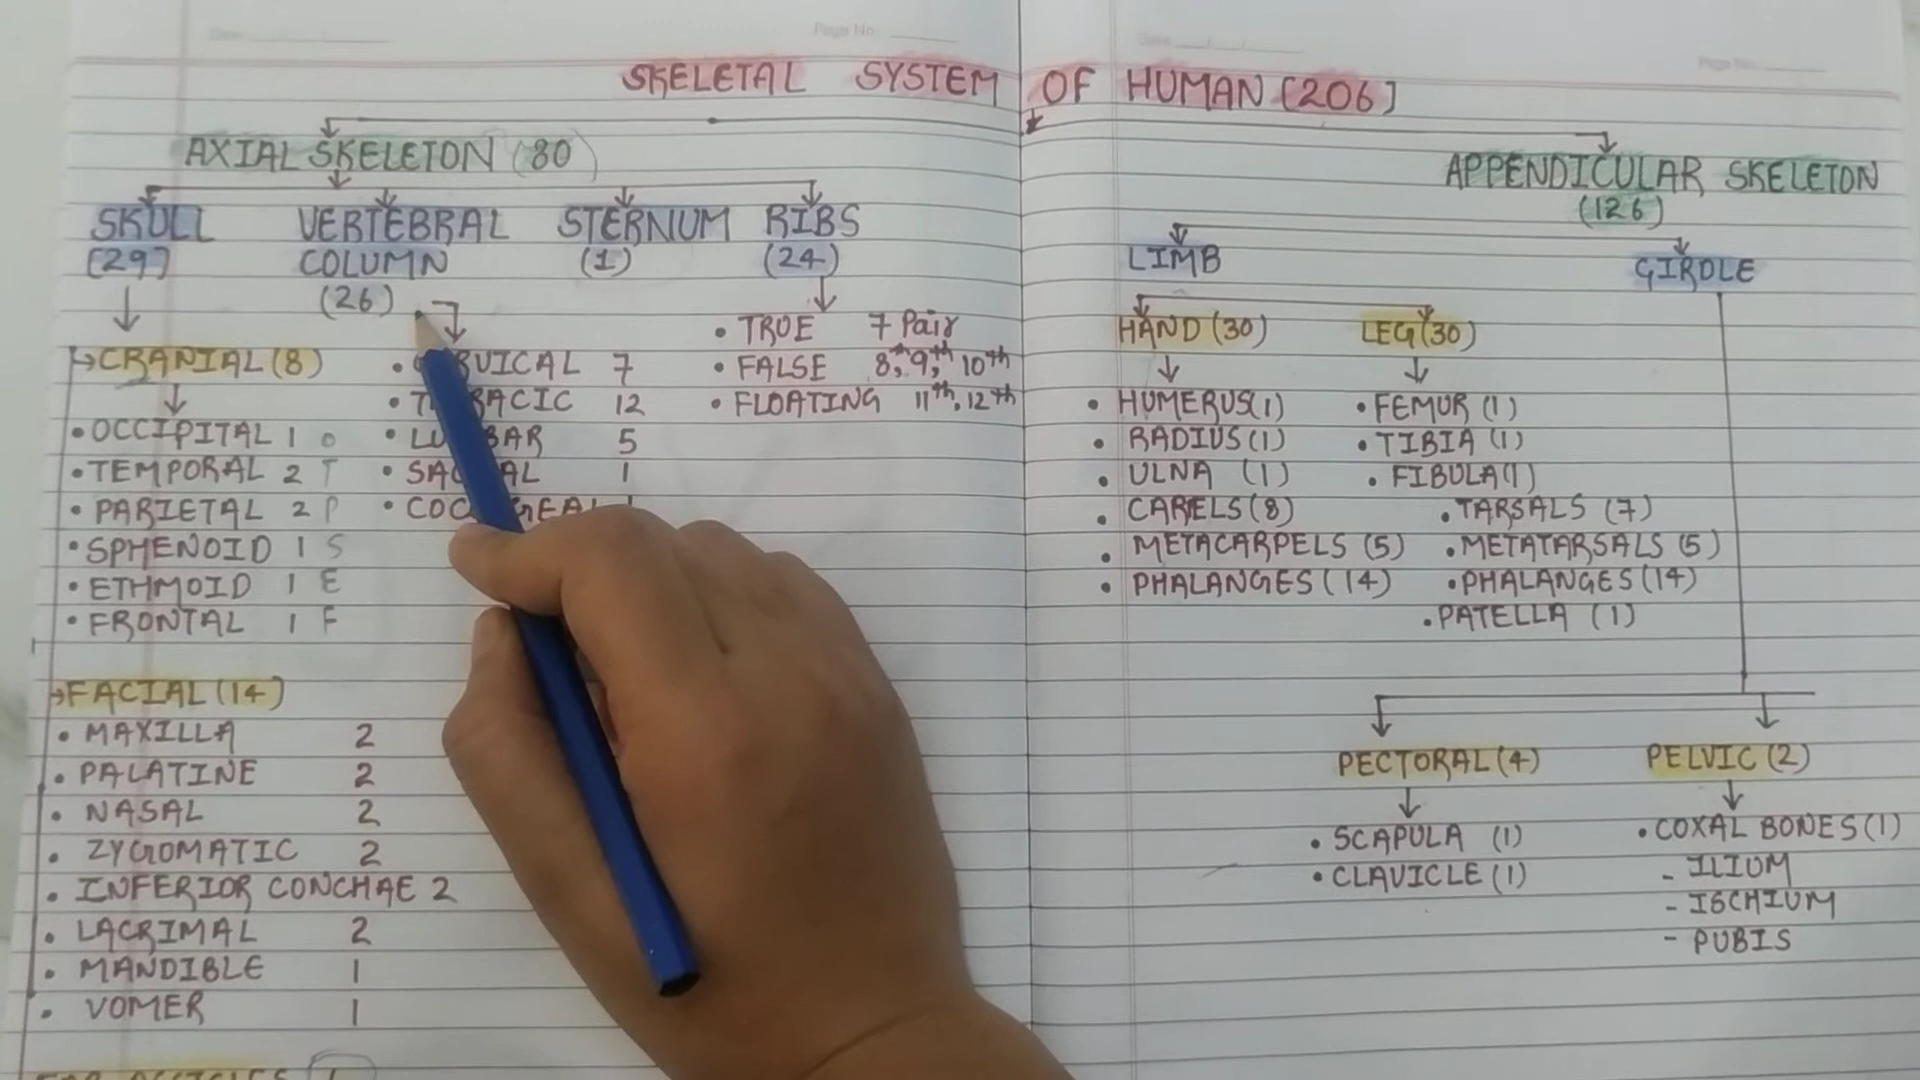 SKELETAL SYSTEM OF HUMAN (206)
AXIAL SKELETON (80)
SKULL
(29)
VERTEBRAL
COLUMN
(26)
STERNUM
(1)
RIBS
(24)
CRANIAL (8)
• OCCIPITAL 1 O
• TEMPORAL 2 T
• PARIETAL 2 P
• SPHENOID 1 S
• ETHMOID 1 E
• FRONTAL 1 F
FACIAL (14)
• MAXILLA 2
• PALATINE 2
• NASAL 2
• ZYGOMATIC 2
• INFERIOR CONCHAE 2
• LACRIMAL 2
• MANDIBLE 1
• VOMER 1
7
12
5
1
• TRUE 7 Pair
• FALSE 8th, 9th, 10th
• FLOATING 11th, 12th
Page No.
APPENDICULAR SKELETON
(126)
LIMB
HAND (30)
• HUMERUS (1)
• RADIUS (1)
• ULNA (1)
• CARPELS (8)
• METACARPELS (5)
• PHALANGES (14)
LEG (30)
• FEMUR (1)
• TIBIA (1)
• FIBULA (1)
• TARSALS (7)
• METATARSALS (5)
• PHALANGES (14)
• PATELLA (1)
GIRDLE
PECTORAL (4)
• SCAPULA (1)
• CLAVICLE (1)
PELVIC (2)
• COXAL BONES (1)
- ILIUM
- ISCHIUM
- PUBIS